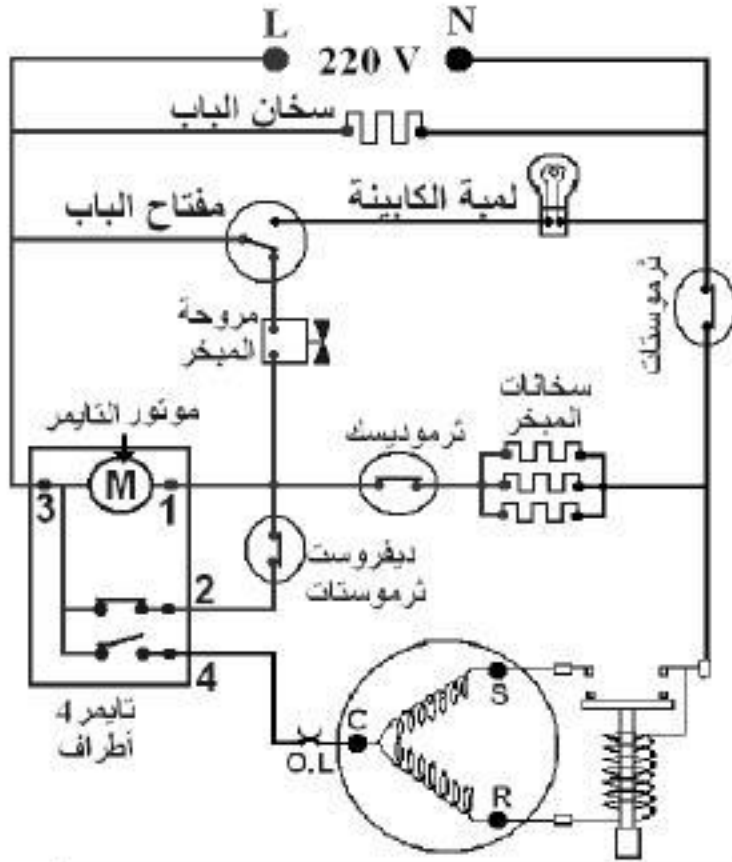 L 220 V N
سخان الباب
لمبة الكابينة
مفتاح الباب
ثرموستات
مروحة
المبخر
سخانات
المبخر
موتور التايمر
ثرموديسك
M
3
1
ديفروست
ثرموستات
2
4
تايمر 4
أطراف
S
C
O.L
R